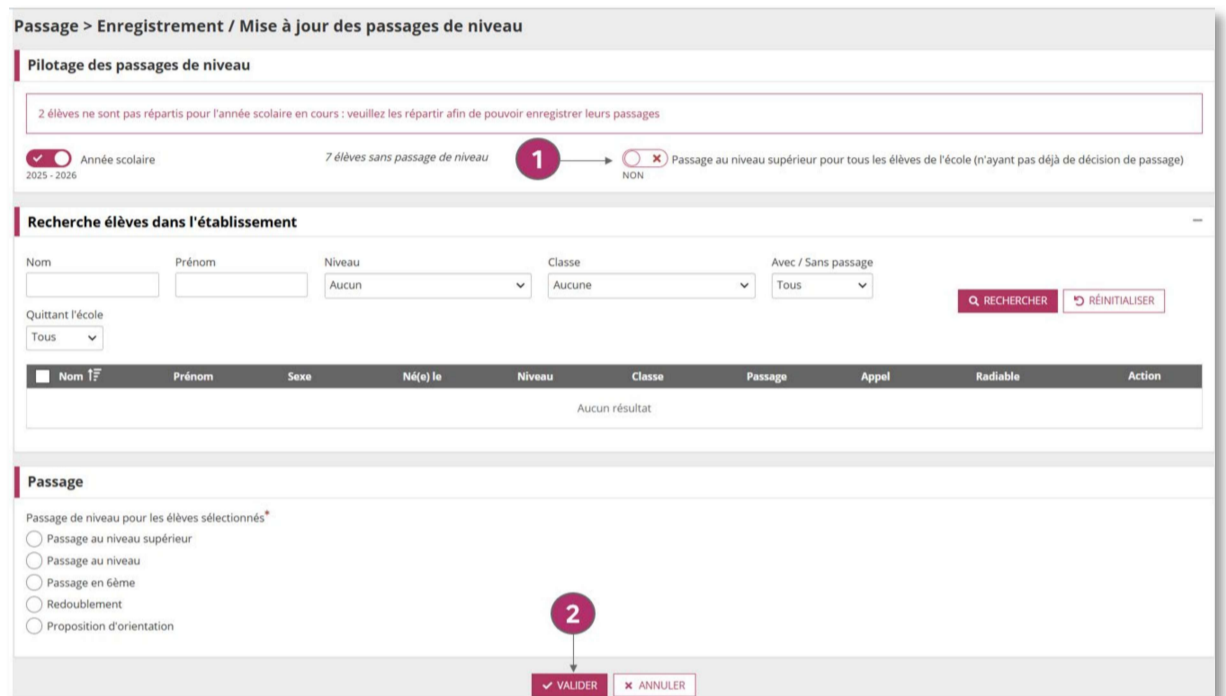 Passage > Enregistrement / Mise à jour des passages de niveau
Pilotage des passages de niveau
2 élèves ne sont pas répartis pour l'année scolaire en cours : veuillez les répartir afin de pouvoir enregistrer leurs passages
Année scolaire
2025 - 2026
7 élèves sans passage de niveau
1
Passage au niveau supérieur pour tous les élèves de l'école (n'ayant pas déjà de décision de passage)
NON
Recherche élèves dans l'établissement
Nom Prénom Niveau Classe Avec / Sans passage
Aucun Aucune Tous
RECHERCHER RÉINITIALISER
Quittant l'école
Tous
Nom Prénom Sexe Né(e) le Niveau Classe Passage Appel Radiable Action
Aucun résultat
Passage
Passage de niveau pour les élèves sélectionnés*
Passage au niveau supérieur
Passage au niveau
Passage en 6ème
Redoublement
Proposition d'orientation
2
VALIDER ANNULER